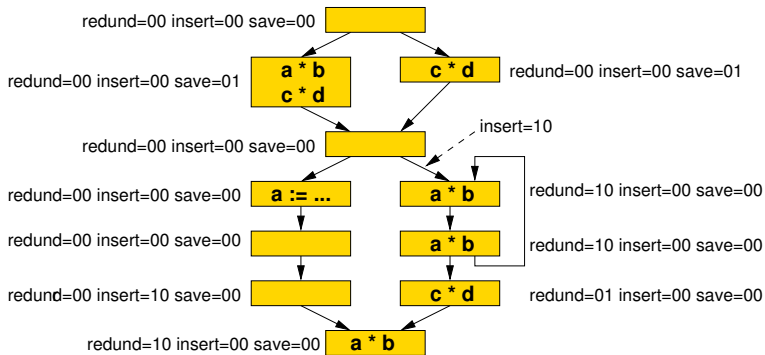 redund=00 insert=00 save=00
redund=00 insert=00 save=01
a * b
c * d
c * d
redund=00 insert=00 save=01
insert=10
redund=00 insert=00 save=00
redund=00 insert=00 save=00
a := ...
a * b
redund=10 insert=00 save=00
redund=00 insert=00 save=00
a * b
redund=10 insert=00 save=00
redund=00 insert=10 save=00
c * d
redund=01 insert=00 save=00
redund=10 insert=00 save=00
a * b